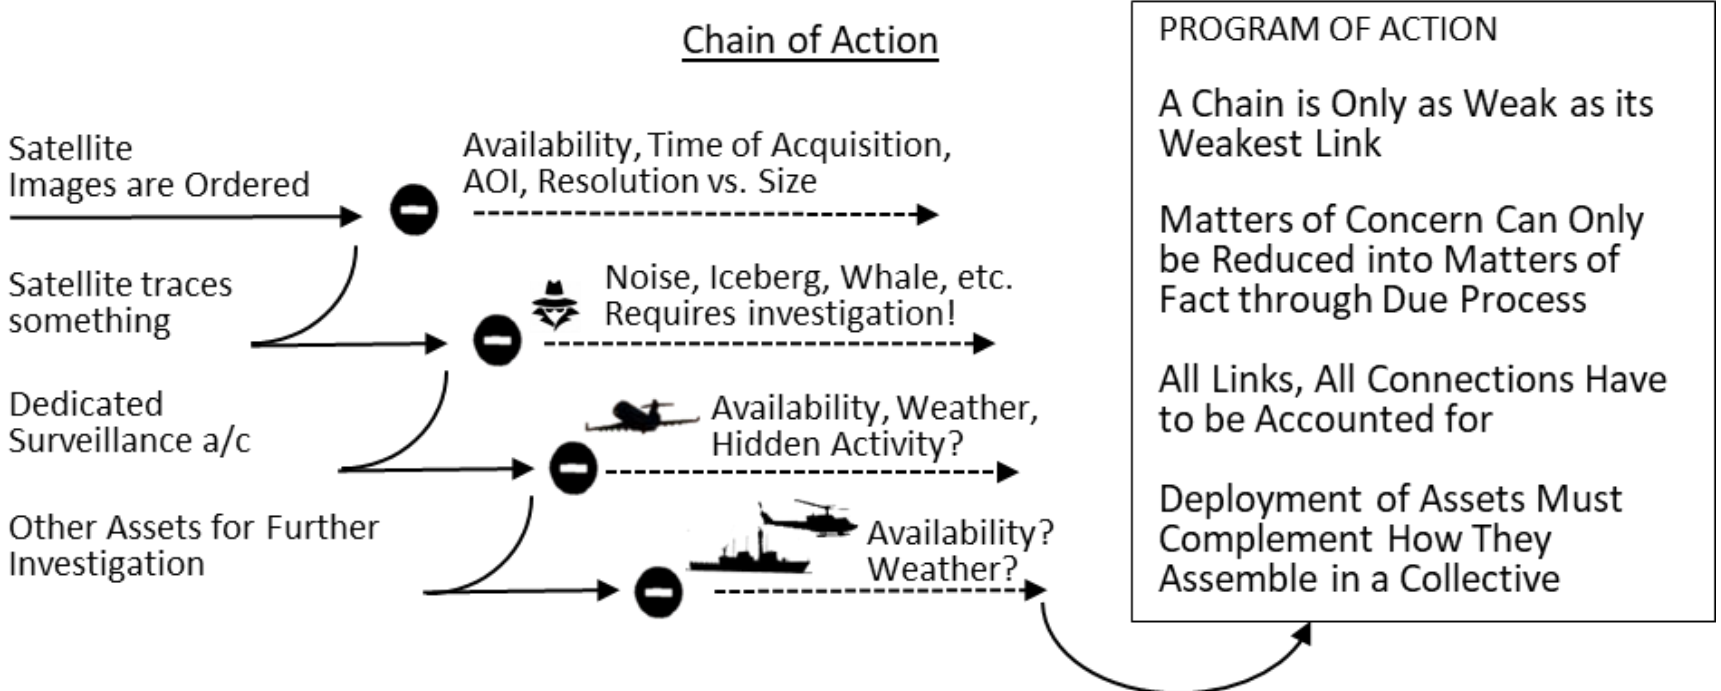 Chain of Action
Satellite
Images are Ordered
Availability, Time of Acquisition,
AOI, Resolution vs. Size
Satellite traces
something
Noise, Iceberg, Whale, etc.
Requires investigation!
Dedicated
Surveillance a/c
Availability, Weather,
Hidden Activity?
Other Assets for Further
Investigation
Availability?
Weather?
PROGRAM OF ACTION
A Chain is Only as Weak as its
Weakest Link
Matters of Concern Can Only
be Reduced into Matters of
Fact through Due Process
All Links, All Connections Have
to be Accounted for
Deployment of Assets Must
Complement How They
Assemble in a Collective